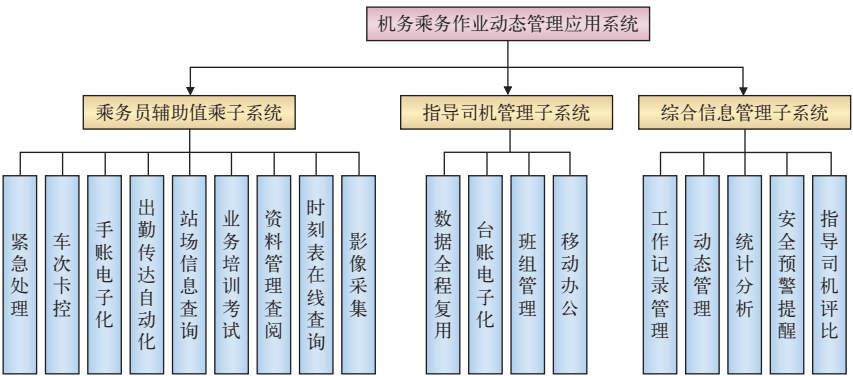 机务乘务作业动态管理应用系统
乘务员辅助值乘子系统
指导司机管理子系统
综合信息管理子系统
紧急处理
车次卡控
手账电子化
出勤传达自动化
站场信息查询
业务培训考试
资料管理查阅
时刻表在线查询
影像采集
数据全程复用
台账电子化
班组管理
移动办公
工作记录管理
动态管理
统计分析
安全预警提醒
指导司机评比